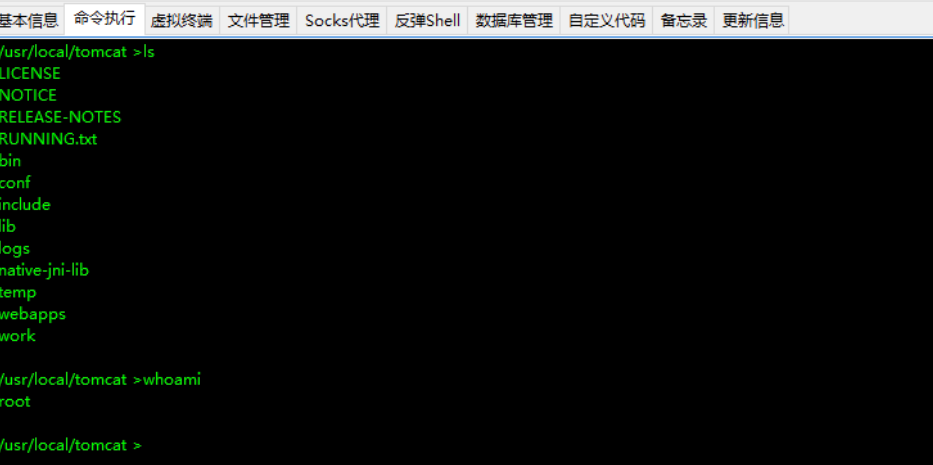 基本信息 命令执行 虚拟终端 文件管理 Socks代理 反弹Shell 数据库管理 自定义代码 备忘录 更新信息
/usr/local/tomcat >ls
LICENSE
NOTICE
RELEASE-NOTES
RUNNING.txt
bin
conf
include
lib
logs
native-jni-lib
temp
webapps
work
/usr/local/tomcat >whoami
root
/usr/local/tomcat >